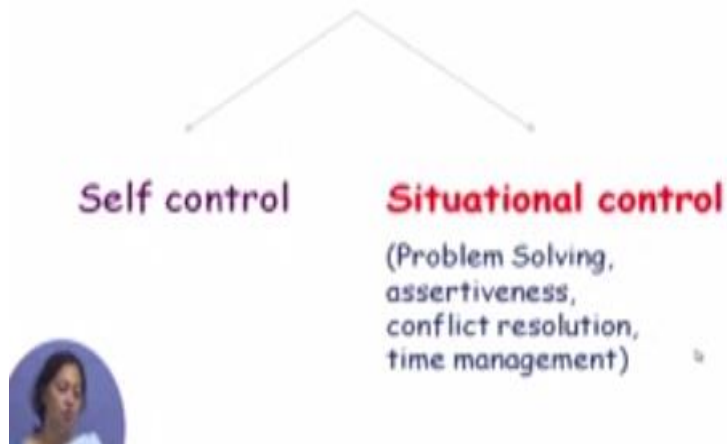 Self control
Situational control
(Problem Solving,
assertiveness,
conflict resolution,
time management)